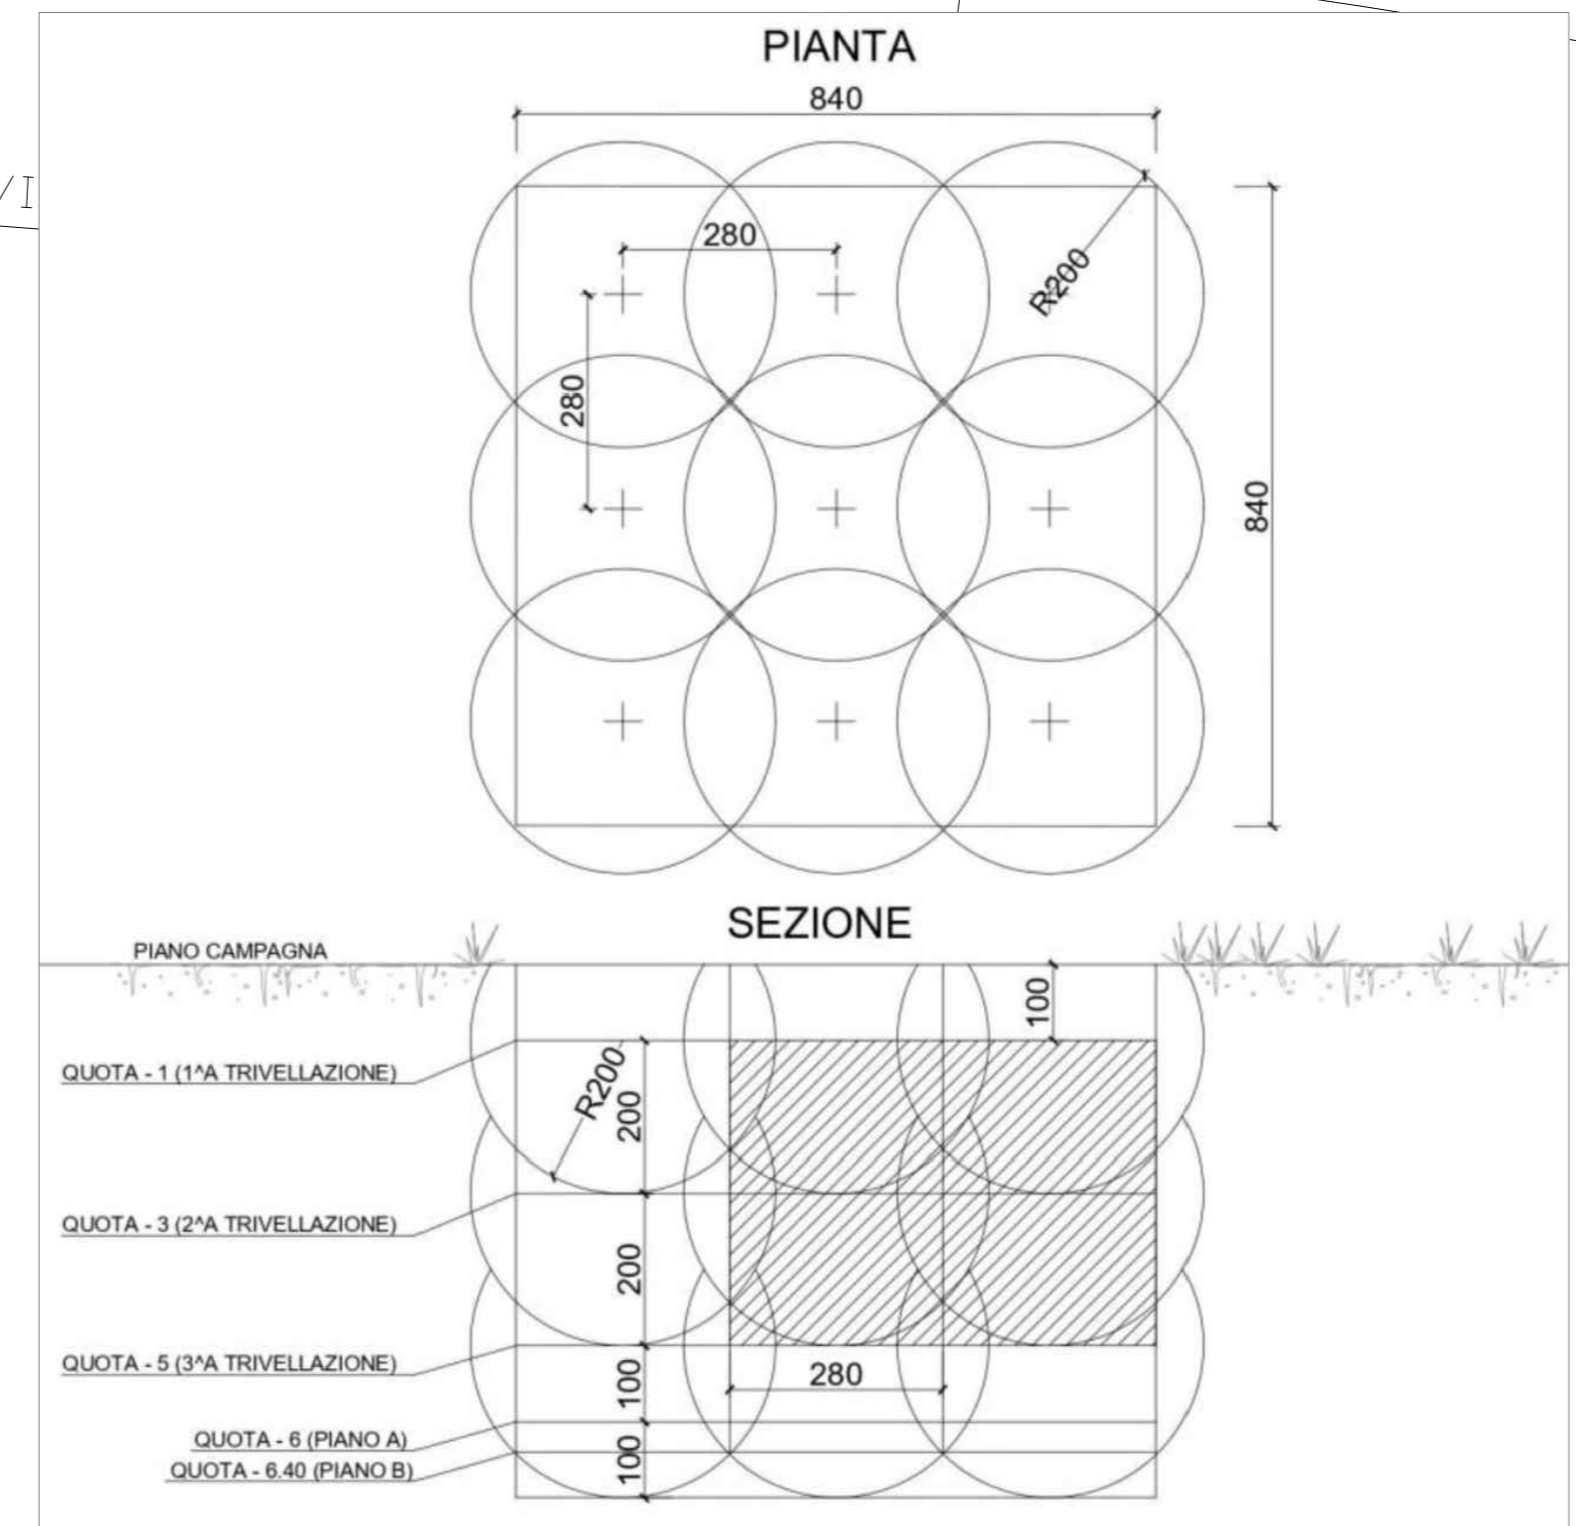 PIANTA
840
280
R200
280
840
SEZIONE
PIANO CAMPAGNA
100
QUOTA - 1 (1^A TRIVELLAZIONE)
R200
200
QUOTA - 3 (2^A TRIVELLAZIONE)
200
QUOTA - 5 (3^A TRIVELLAZIONE)
100
280
QUOTA - 6 (PIANO A)
QUOTA - 6.40 (PIANO B)
100